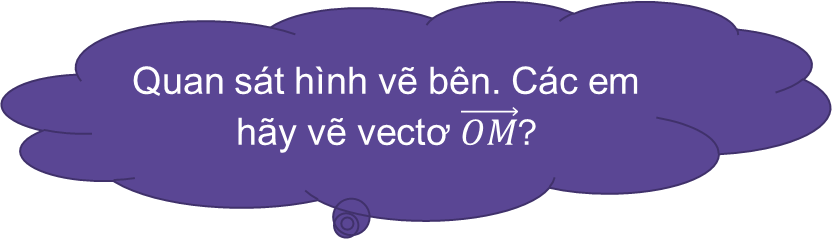 Quan sát hình vẽ bên. Các em
hãy vẽ vectơ $\overrightarrow{OM}$?